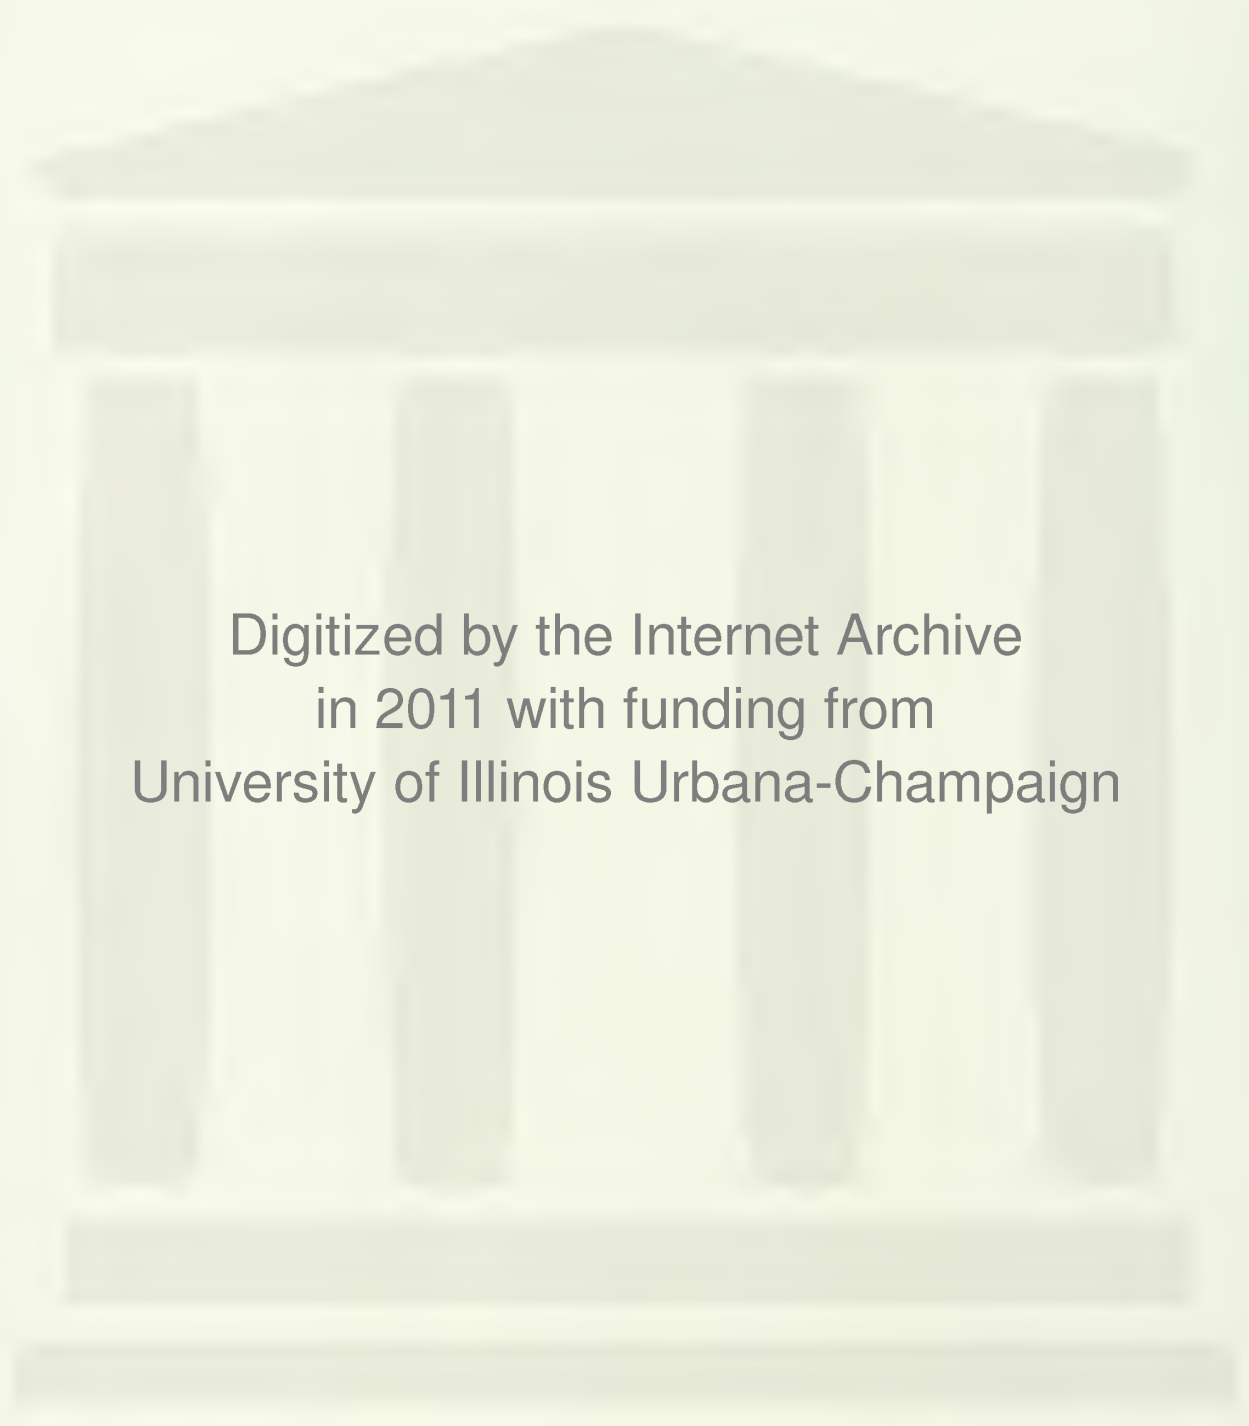 Digitized by the Internet Archive
in 2011 with funding from
University of Illinois Urbana-Champaign